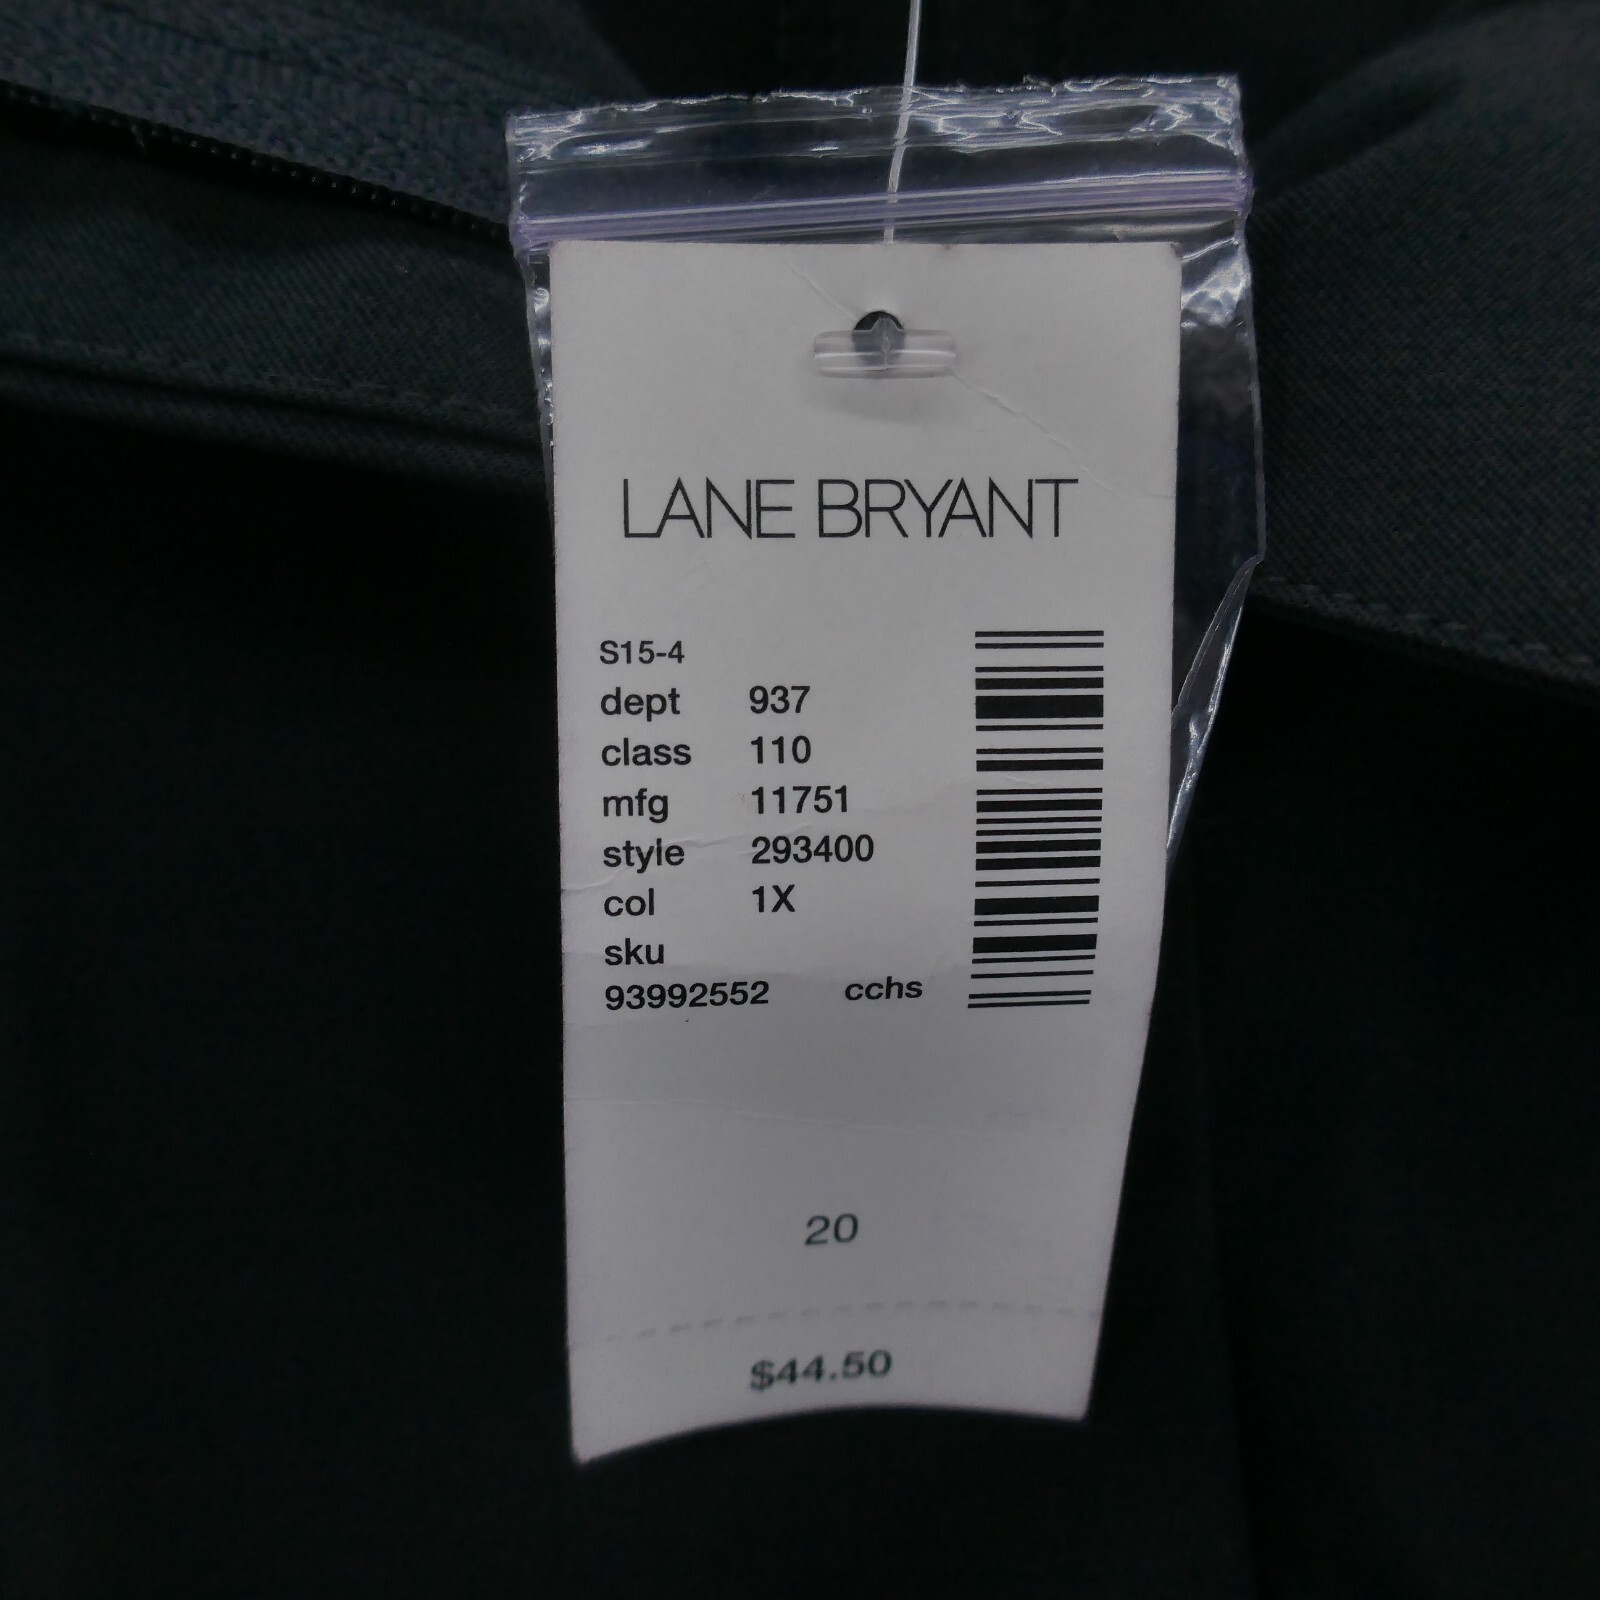 LANE BRYANT
S15-4
dept 937
class 110
mfg 11751
style 293400
col 1X
sku
93992552 cchs
20
$44.50